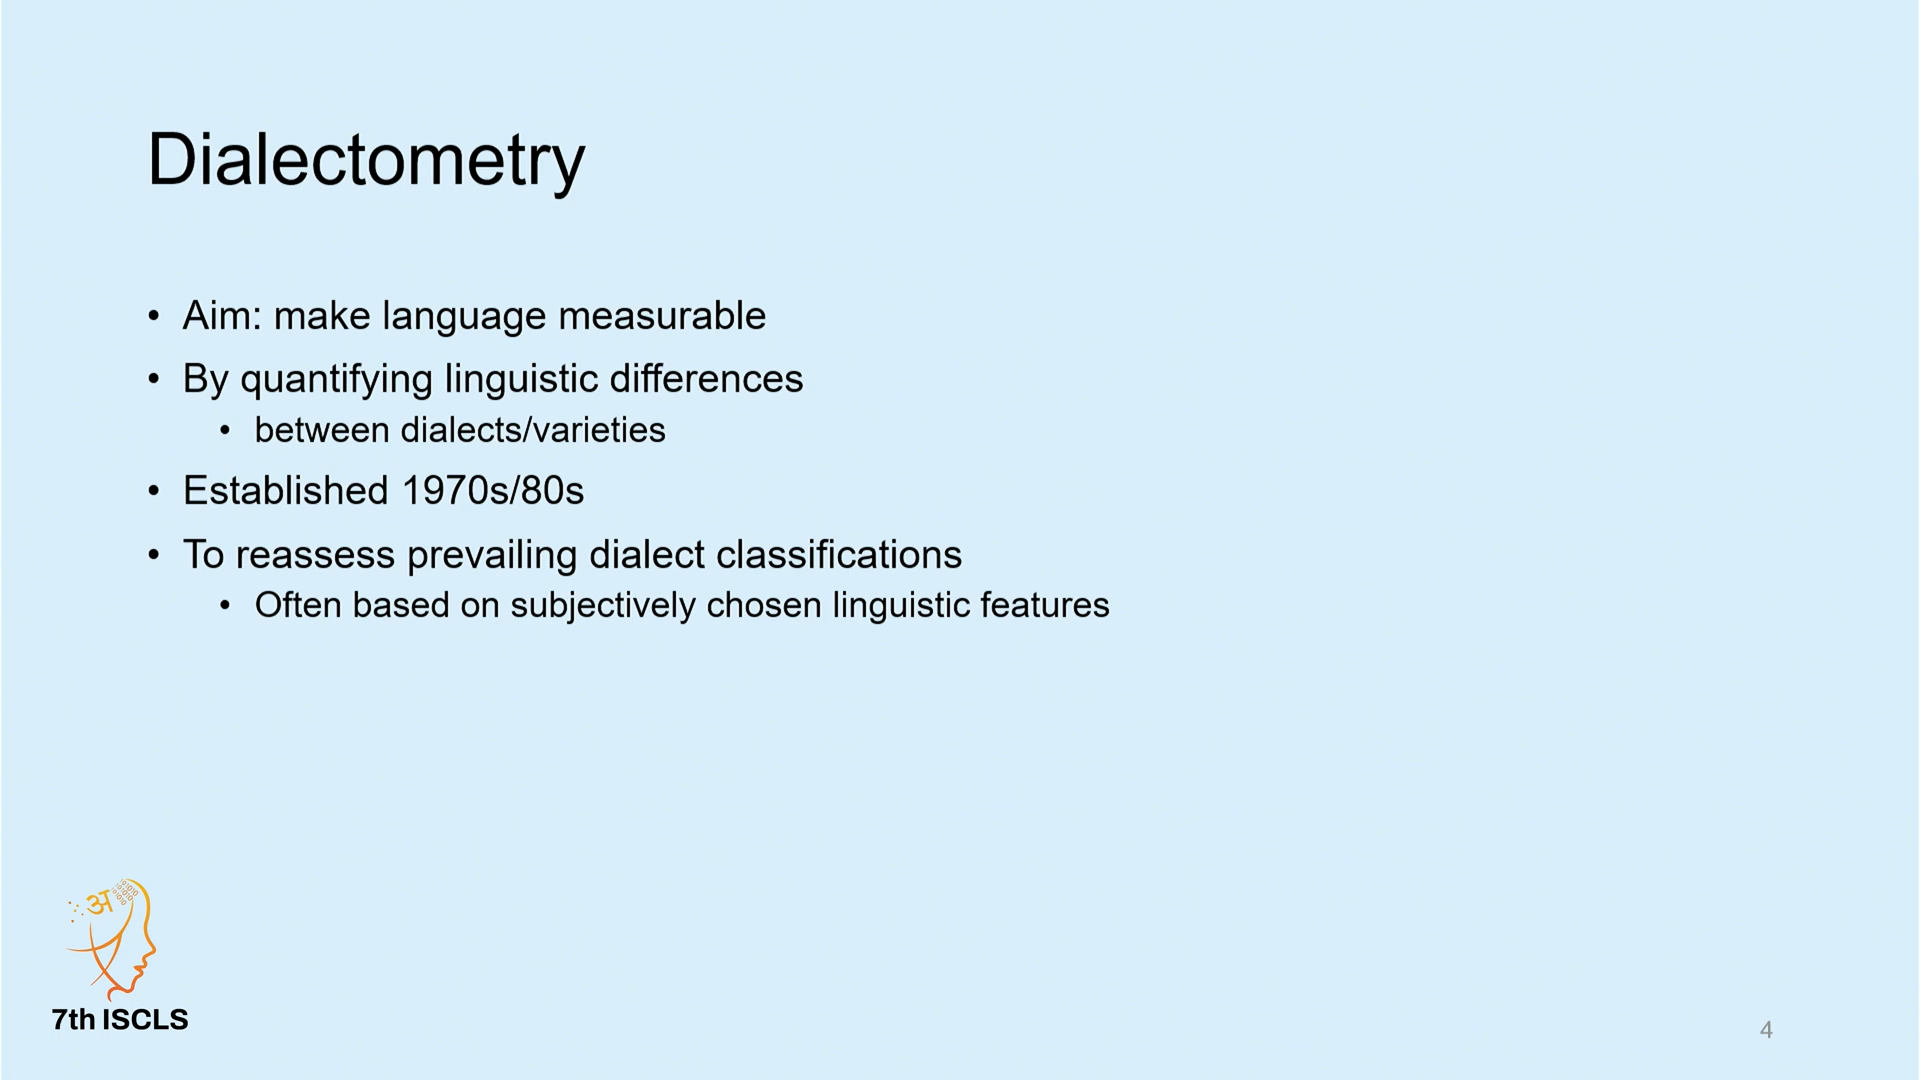 Dialectometry
• Aim: make language measurable
• By quantifying linguistic differences
• between dialects/varieties
• Established 1970s/80s
• To reassess prevailing dialect classifications
• Often based on subjectively chosen linguistic features
अ
7th ISCLS
4